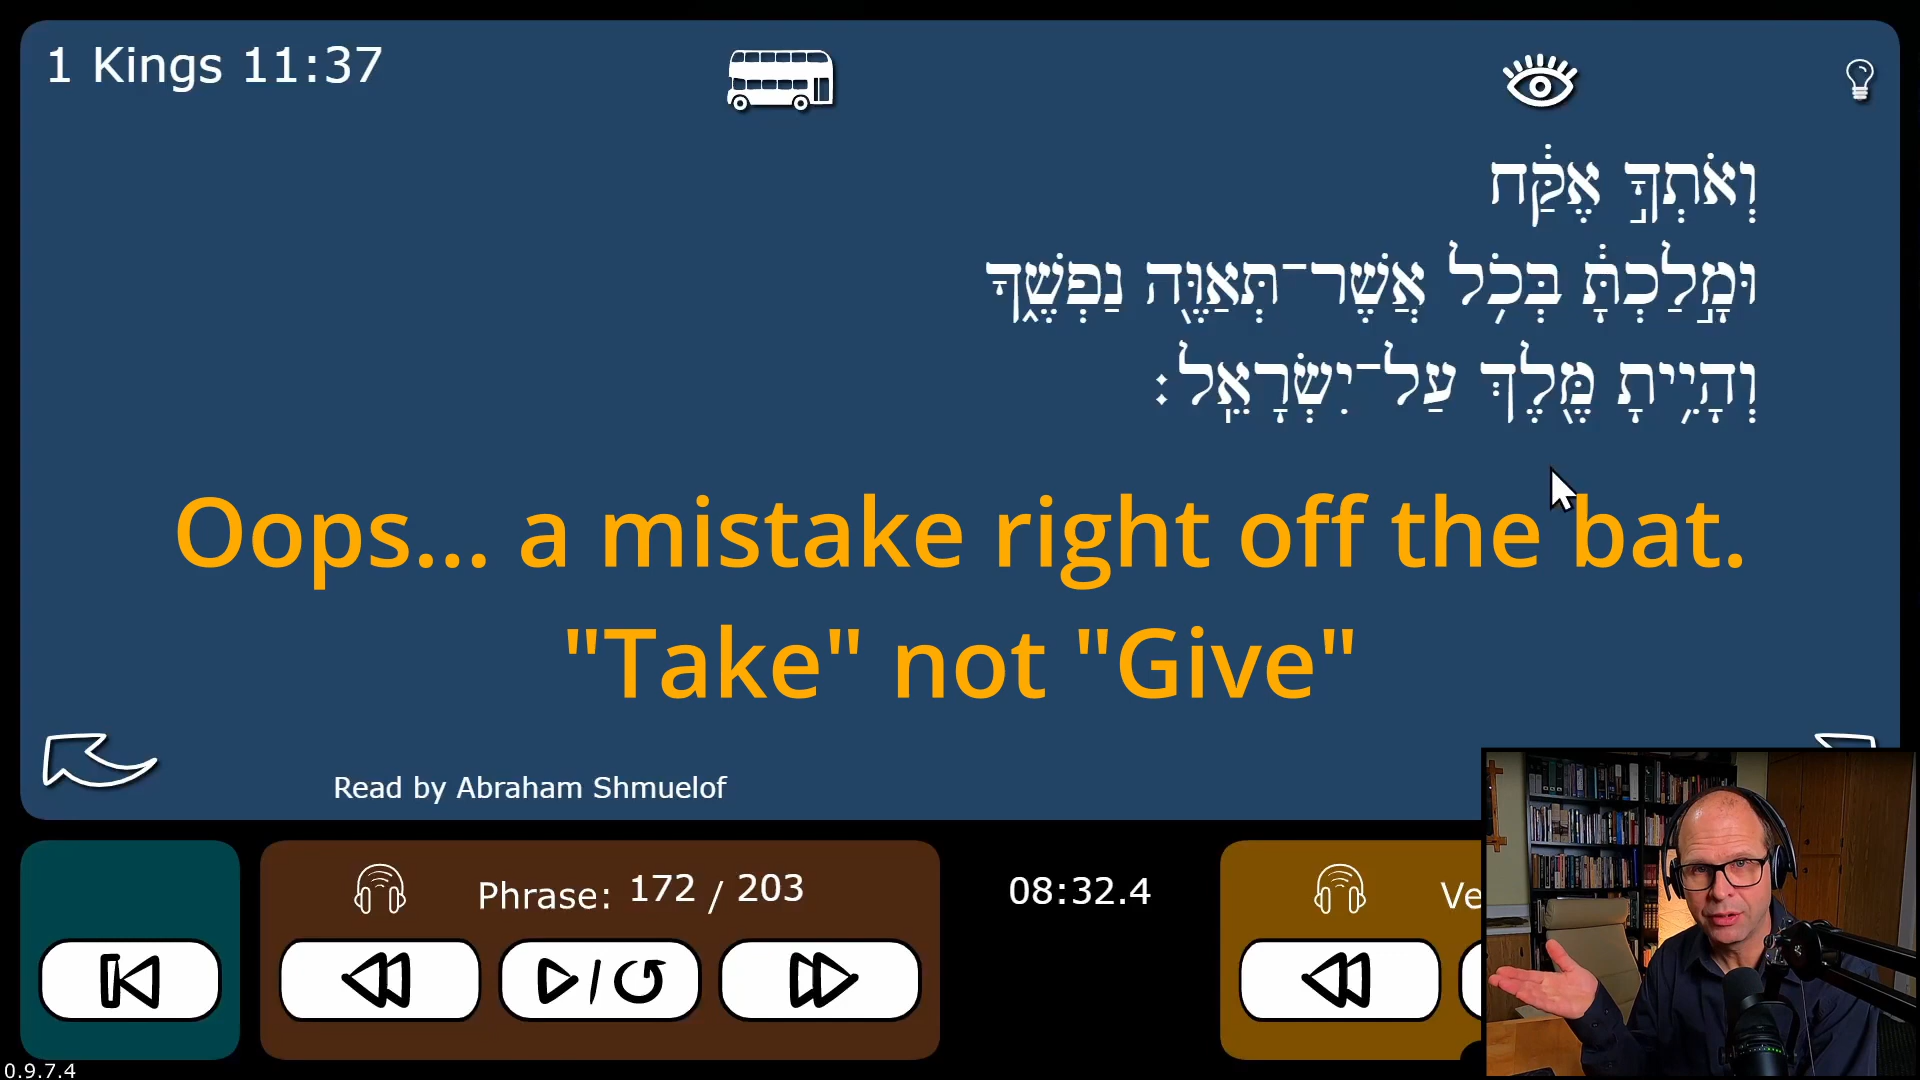 1 Kings 11:37
וְאֹתְךָ֣ אֶקַּ֔ח
וּמָ֣לַכְתָּ֔ בְּכֹ֥ל אֲשֶׁר־תְּאַוֶּ֖ה נַפְשֶׁ֑ךָ
וְהָיִ֥יתָ מֶּ֖לֶךְ עַל־יִשְׂרָאֵֽל׃
Oops... a mistake right off the bat.
"Take" not "Give"
Read by Abraham Shmuelof
Phrase: 172 / 203
08:32.4
Ve
0.9.7.4